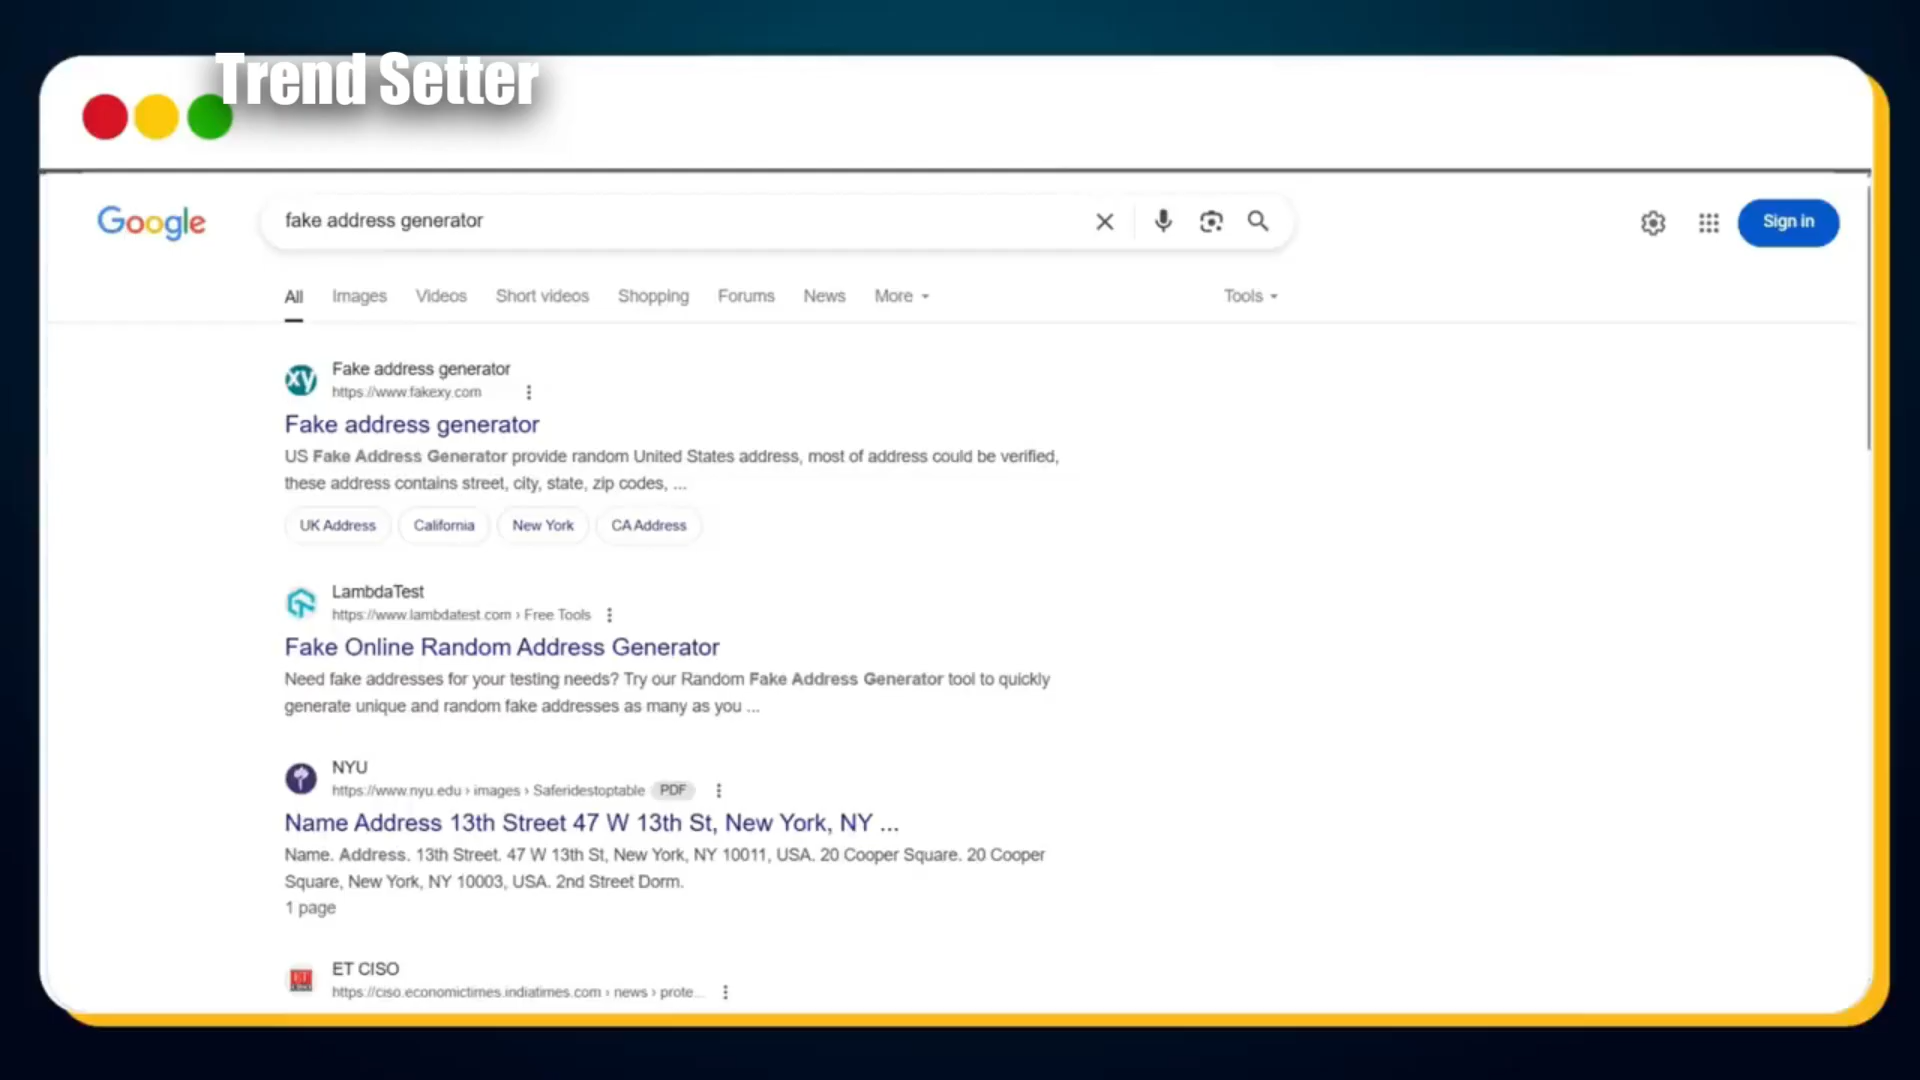 Trend Setter
Google
fake address generator
Sign in
All Images Videos Short videos Shopping Forums News More Tools
xy
Fake address generator
https://www.fakexy.com
Fake address generator
US Fake Address Generator provide random United States address, most of address could be verified,
these address contains street, city, state, zip codes, ...
UK Address California New York CA Address
LambdaTest
https://www.lambdatest.com › Free Tools
Fake Online Random Address Generator
Need fake addresses for your testing needs? Try our Random Fake Address Generator tool to quickly
generate unique and random fake addresses as many as you ...
NYU
https://www.nyu.edu › images › Saferidestoptable PDF
Name Address 13th Street 47 W 13th St, New York, NY ...
Name. Address. 13th Street. 47 W 13th St, New York, NY 10011, USA. 20 Cooper Square. 20 Cooper
Square, New York, NY 10003, USA. 2nd Street Dorm.
1 page
ET CISO
https://ciso.economictimes.indiatimes.com › news › prote...